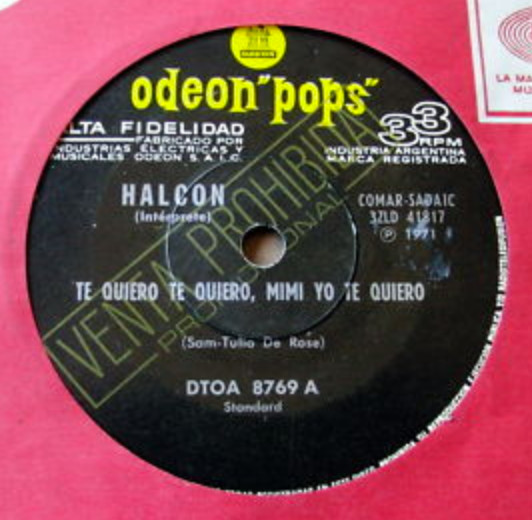 odeon "pops"
ALTA FIDELIDAD
FABRICADO POR
INDUSTRIAS ELECTRICAS Y
MUSICALES ODEON S.A.I.C.
33 RPM
INDUSTRIA ARGENTINA
MARCA REGISTRADA
HALCON
(Intérprete)
COMAR-SADAIC
3ZLD 41817
℗ 1971
VENTA PROHIBIDA
PROMOCIONAL
TE QUIERO TE QUIERO, MIMI YO TE QUIERO
(Sam-Tulio De Rose)
DTOA 8769 A
Standard
LA